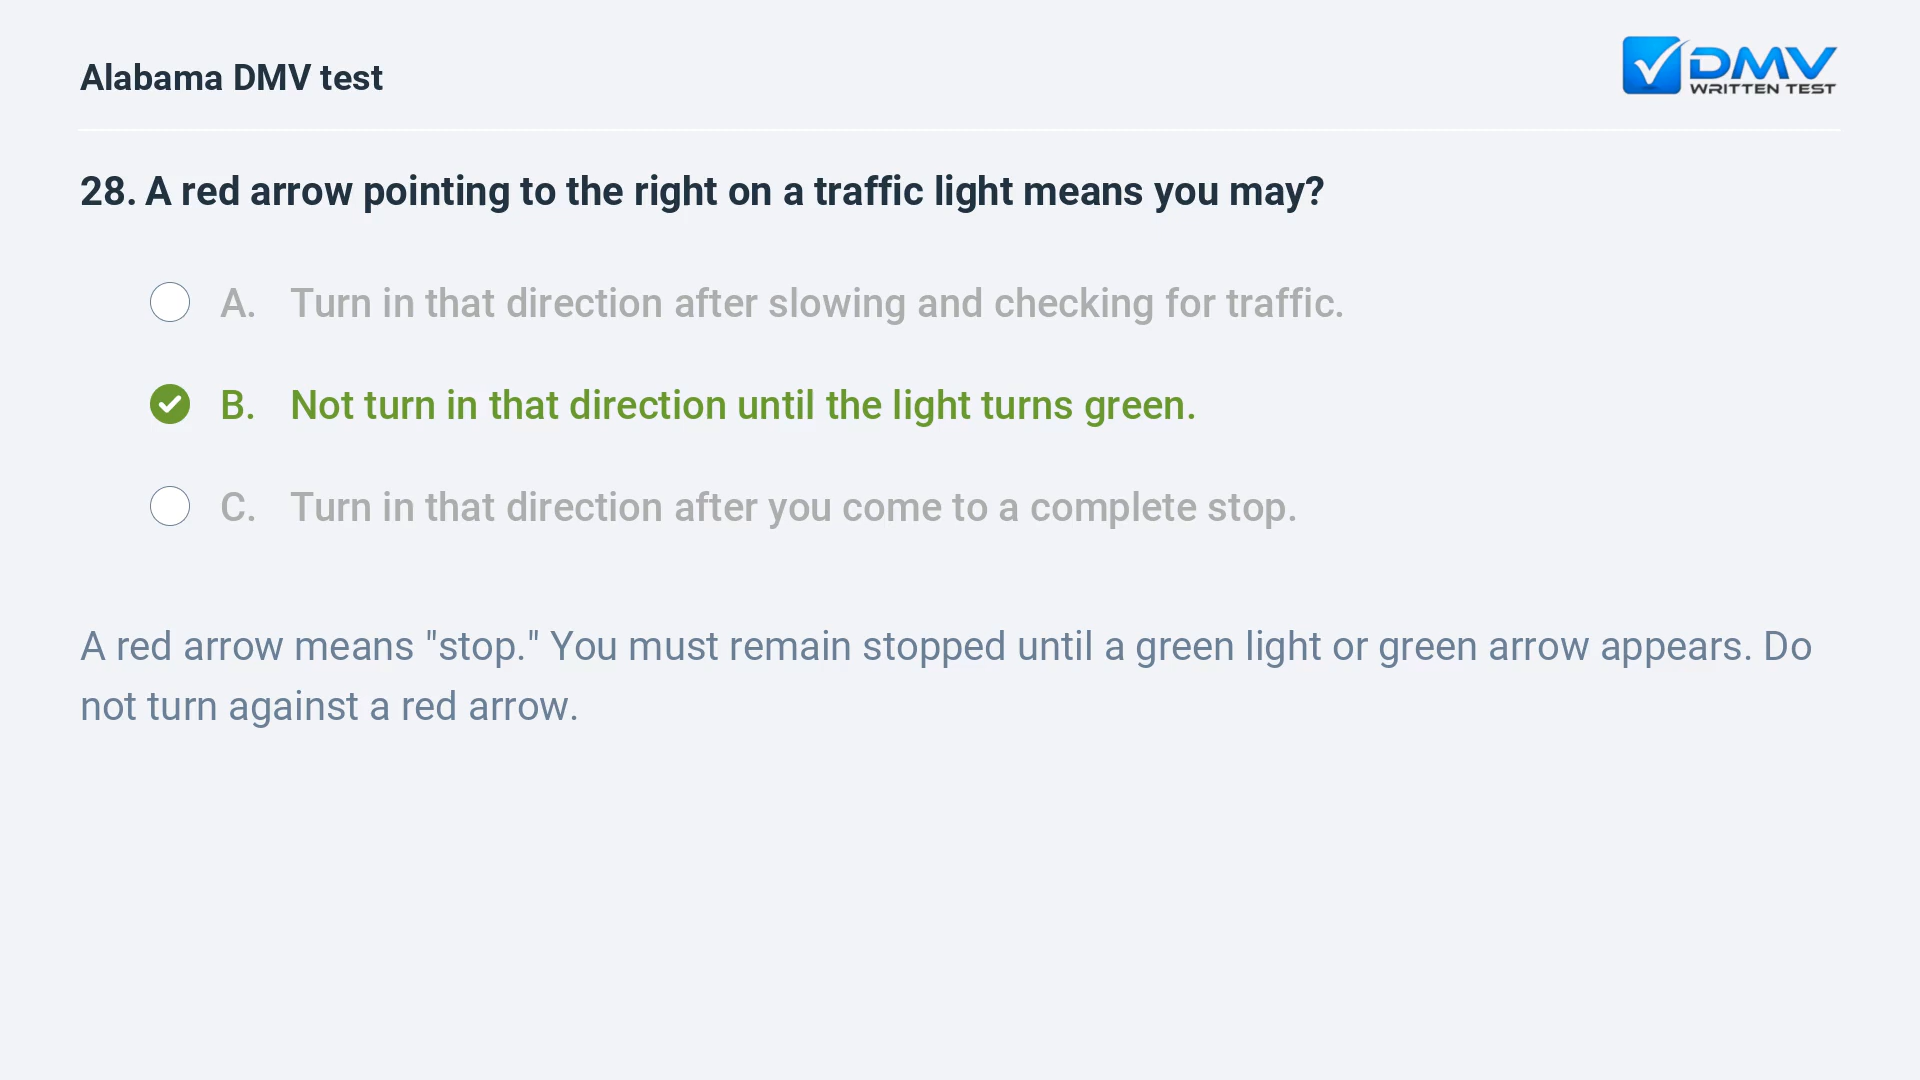 Alabama DMV test
DMV
WRITTEN TEST
28. A red arrow pointing to the right on a traffic light means you may?
A. Turn in that direction after slowing and checking for traffic.
B. Not turn in that direction until the light turns green.
C. Turn in that direction after you come to a complete stop.
A red arrow means "stop." You must remain stopped until a green light or green arrow appears. Do
not turn against a red arrow.